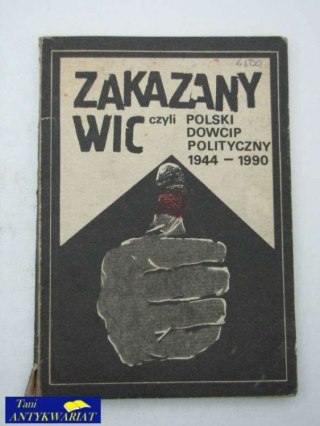 ZAKAZANY
WIC czyli POLSKI
DOWCIP
POLITYCZNY
1944 - 1990
Tani
ANTYKWARIAT